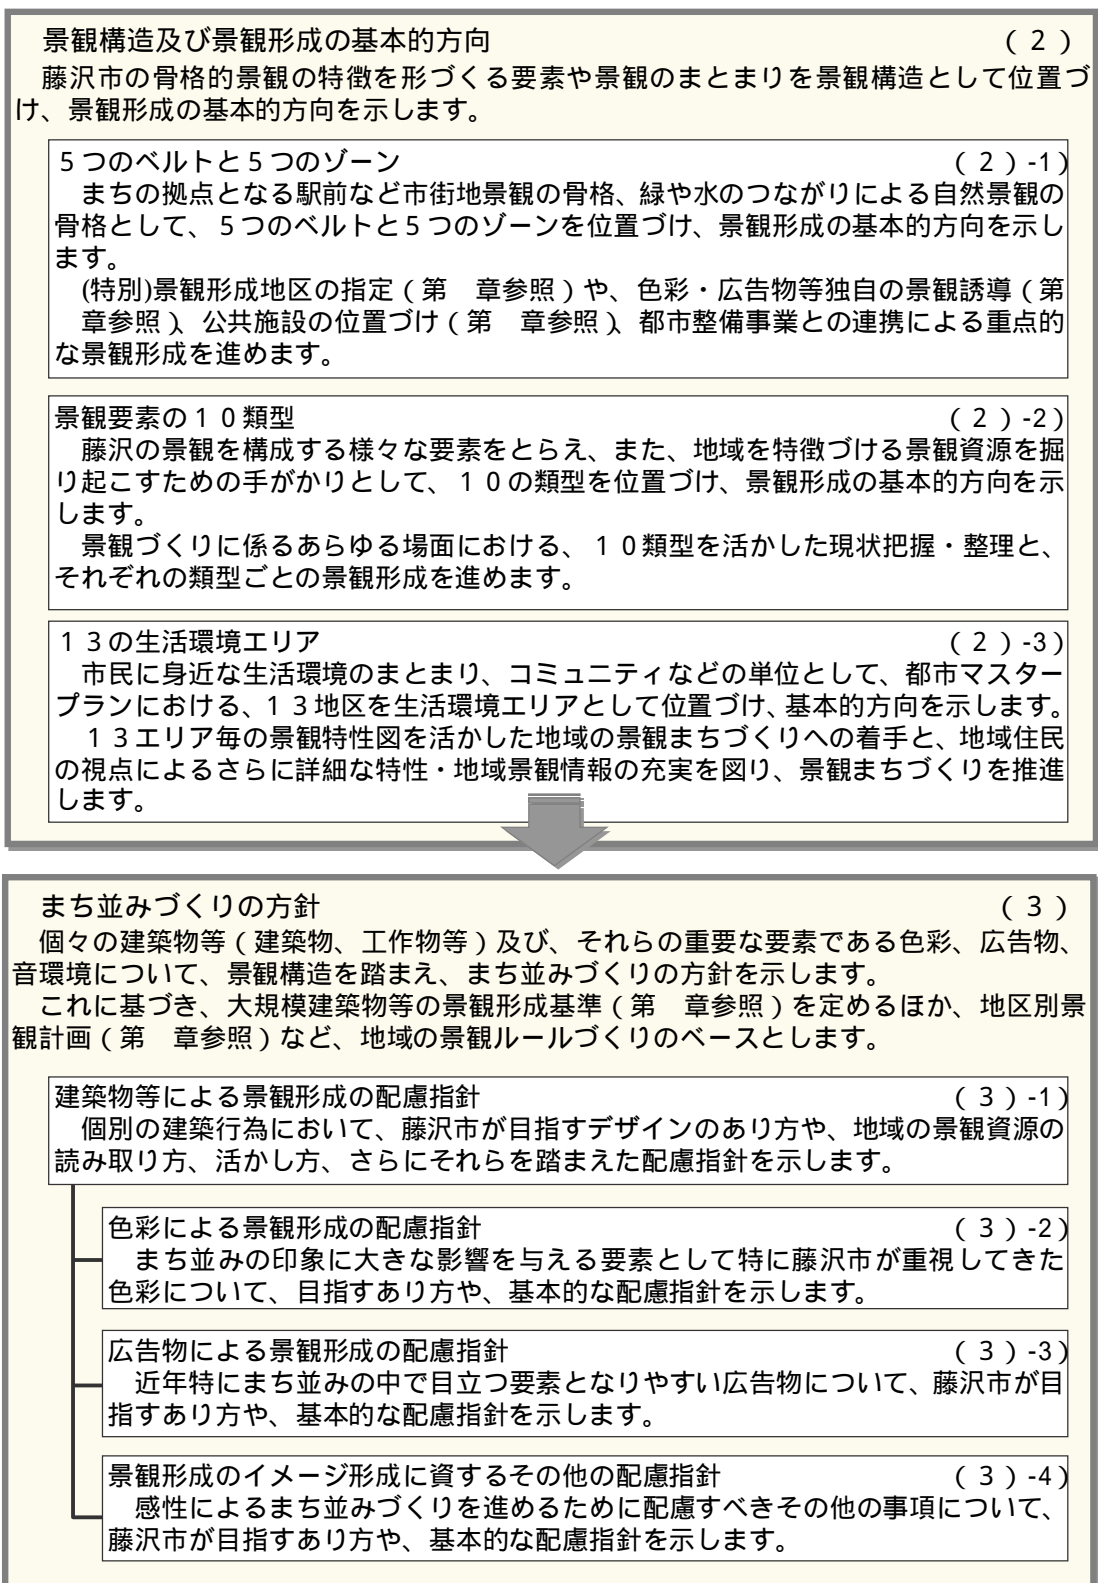 景観構造及び景観形成の基本的方向 (2)
藤沢市の骨格的景観の特徴を形づくる要素や景観のまとまりを景観構造として位置づ
け、景観形成の基本的方向を示します。
5つのベルトと5つのゾーン (2)-1)
まちの拠点となる駅前など市街地景観の骨格、緑や水のつながりによる自然景観の
骨格として、5つのベルトと5つのゾーンを位置づけ、景観形成の基本的方向を示し
ます。
(特別)景観形成地区の指定(第 章参照)や、色彩・広告物等独自の景観誘導(第
章参照)、公共施設の位置づけ(第 章参照)、都市整備事業との連携による重点的
な景観形成を進めます。
景観要素の10類型 (2)-2)
藤沢の景観を構成する様々な要素をとらえ、また、地域を特徴づける景観資源を掘
り起こすための手がかりとして、10の類型を位置づけ、景観形成の基本的方向を示
します。
景観づくりに係るあらゆる場面における、10類型を活かした現状把握・整理と、
それぞれの類型ごとの景観形成を進めます。
13の生活環境エリア (2)-3)
市民に身近な生活環境のまとまり、コミュニティなどの単位として、都市マスター
プランにおける、13地区を生活環境エリアとして位置づけ、基本的方向を示します。
13エリア毎の景観特性図を活かした地域の景観まちづくりへの着手と、地域住民
の視点によるさらに詳細な特性・地域景観情報の充実を図り、景観まちづくりを推進
します。
まち並みづくりの方針 (3)
個々の建築物等(建築物、工作物等)及び、それらの重要な要素である色彩、広告物、
音環境について、景観構造を踏まえ、まち並みづくりの方針を示します。
これに基づき、大規模建築物等の景観形成基準(第 章参照)を定めるほか、地区別景
観計画(第 章参照)など、地域の景観ルールづくりのベースとします。
建築物等による景観形成の配慮指針 (3)-1)
個別の建築行為において、藤沢市が目指すデザインのあり方や、地域の景観資源の
読み取り方、活かし方、さらにそれらを踏まえた配慮指針を示します。
色彩による景観形成の配慮指針 (3)-2)
まち並みの印象に大きな影響を与える要素として特に藤沢市が重視してきた
色彩について、目指すあり方や、基本的な配慮指針を示します。
広告物による景観形成の配慮指針 (3)-3)
近年特にまち並みの中で目立つ要素となりやすい広告物について、藤沢市が目
指すあり方や、基本的な配慮指針を示します。
景観形成のイメージ形成に資するその他の配慮指針 (3)-4)
感性によるまち並みづくりを進めるために配慮すべきその他の事項について、
藤沢市が目指すあり方や、基本的な配慮指針を示します。